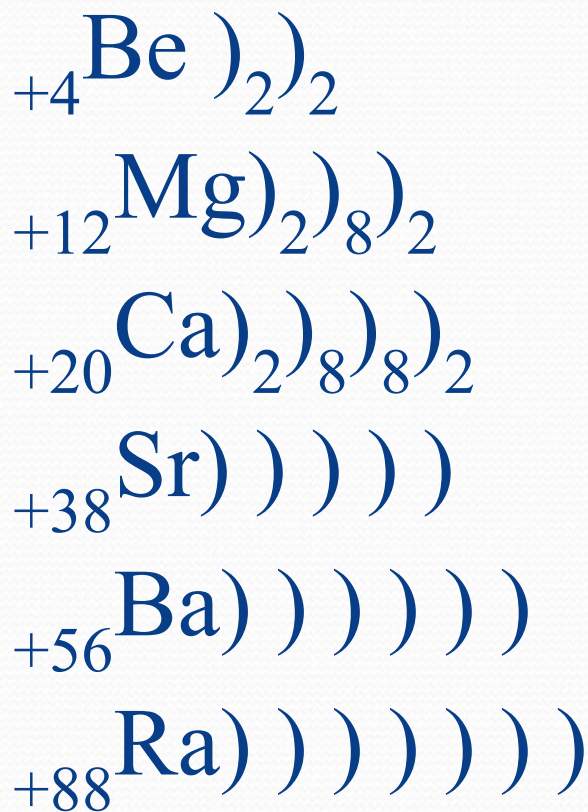 +4Be )2)2
+12Mg)2)8)2
+20Ca)2)8)8)2
+38Sr) ) ) ) )
+56Ba) ) ) ) ) )
+88Ra) ) ) ) ) ) )